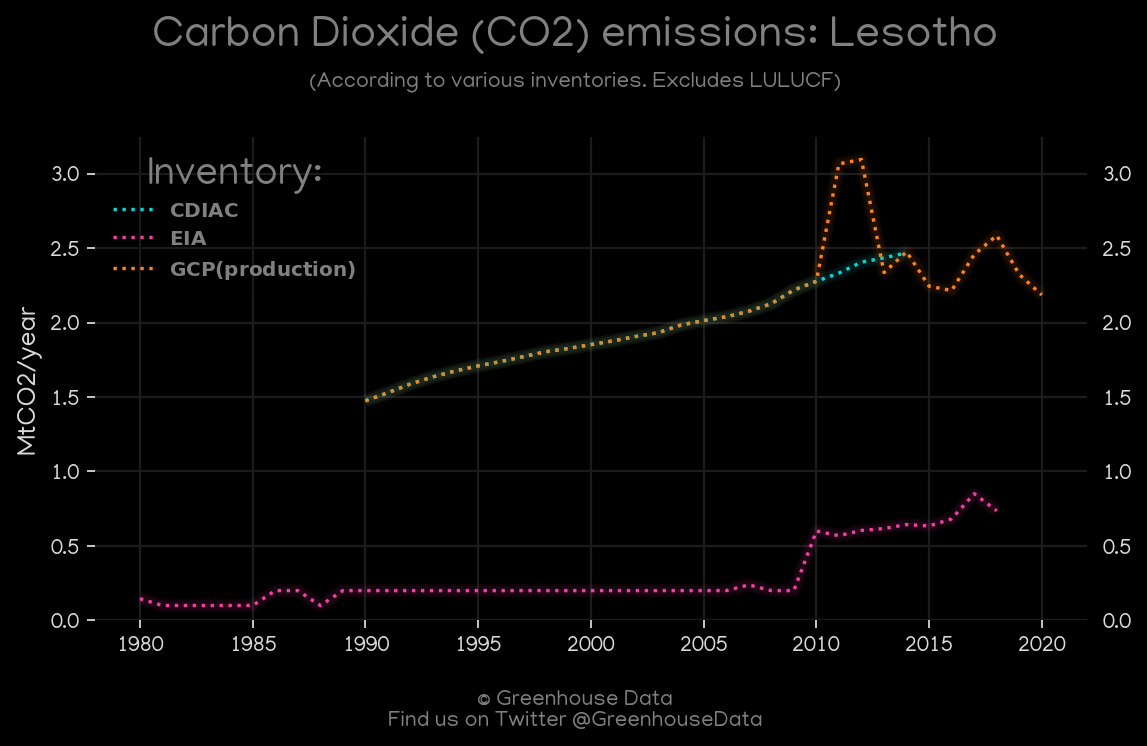 Carbon Dioxide (CO2) emissions: Lesotho
(According to various inventories. Excludes LULUCF)
Inventory:
CDIAC
EIA
GCP(production)
MtCO2/year
3.0
2.5
2.0
1.5
1.0
0.5
0.0
3.0
2.5
2.0
1.5
1.0
0.5
0.0
1980 1985 1990 1995 2000 2005 2010 2015 2020
© Greenhouse Data
Find us on Twitter @GreenhouseData